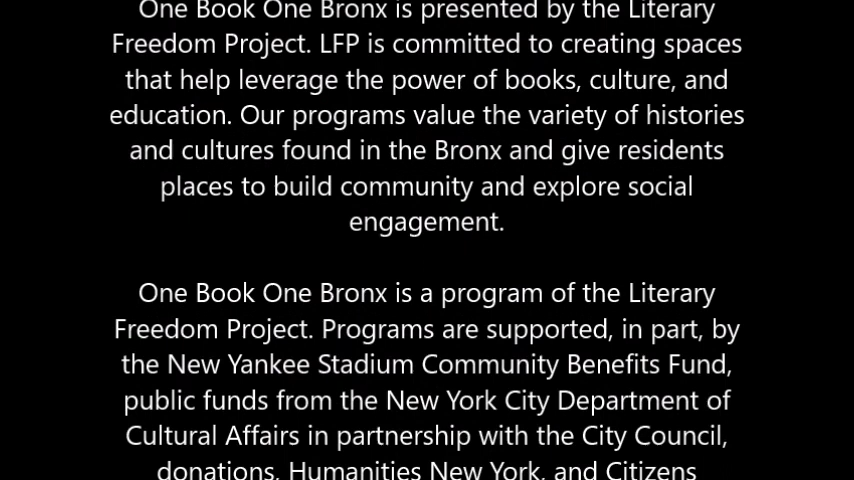 One Book One Bronx is presented by the Literary
Freedom Project. LFP is committed to creating spaces
that help leverage the power of books, culture, and
education. Our programs value the variety of histories
and cultures found in the Bronx and give residents
places to build community and explore social
engagement.
One Book One Bronx is a program of the Literary
Freedom Project. Programs are supported, in part, by
the New Yankee Stadium Community Benefits Fund,
public funds from the New York City Department of
Cultural Affairs in partnership with the City Council,
donations, Humanities New York, and Citizens